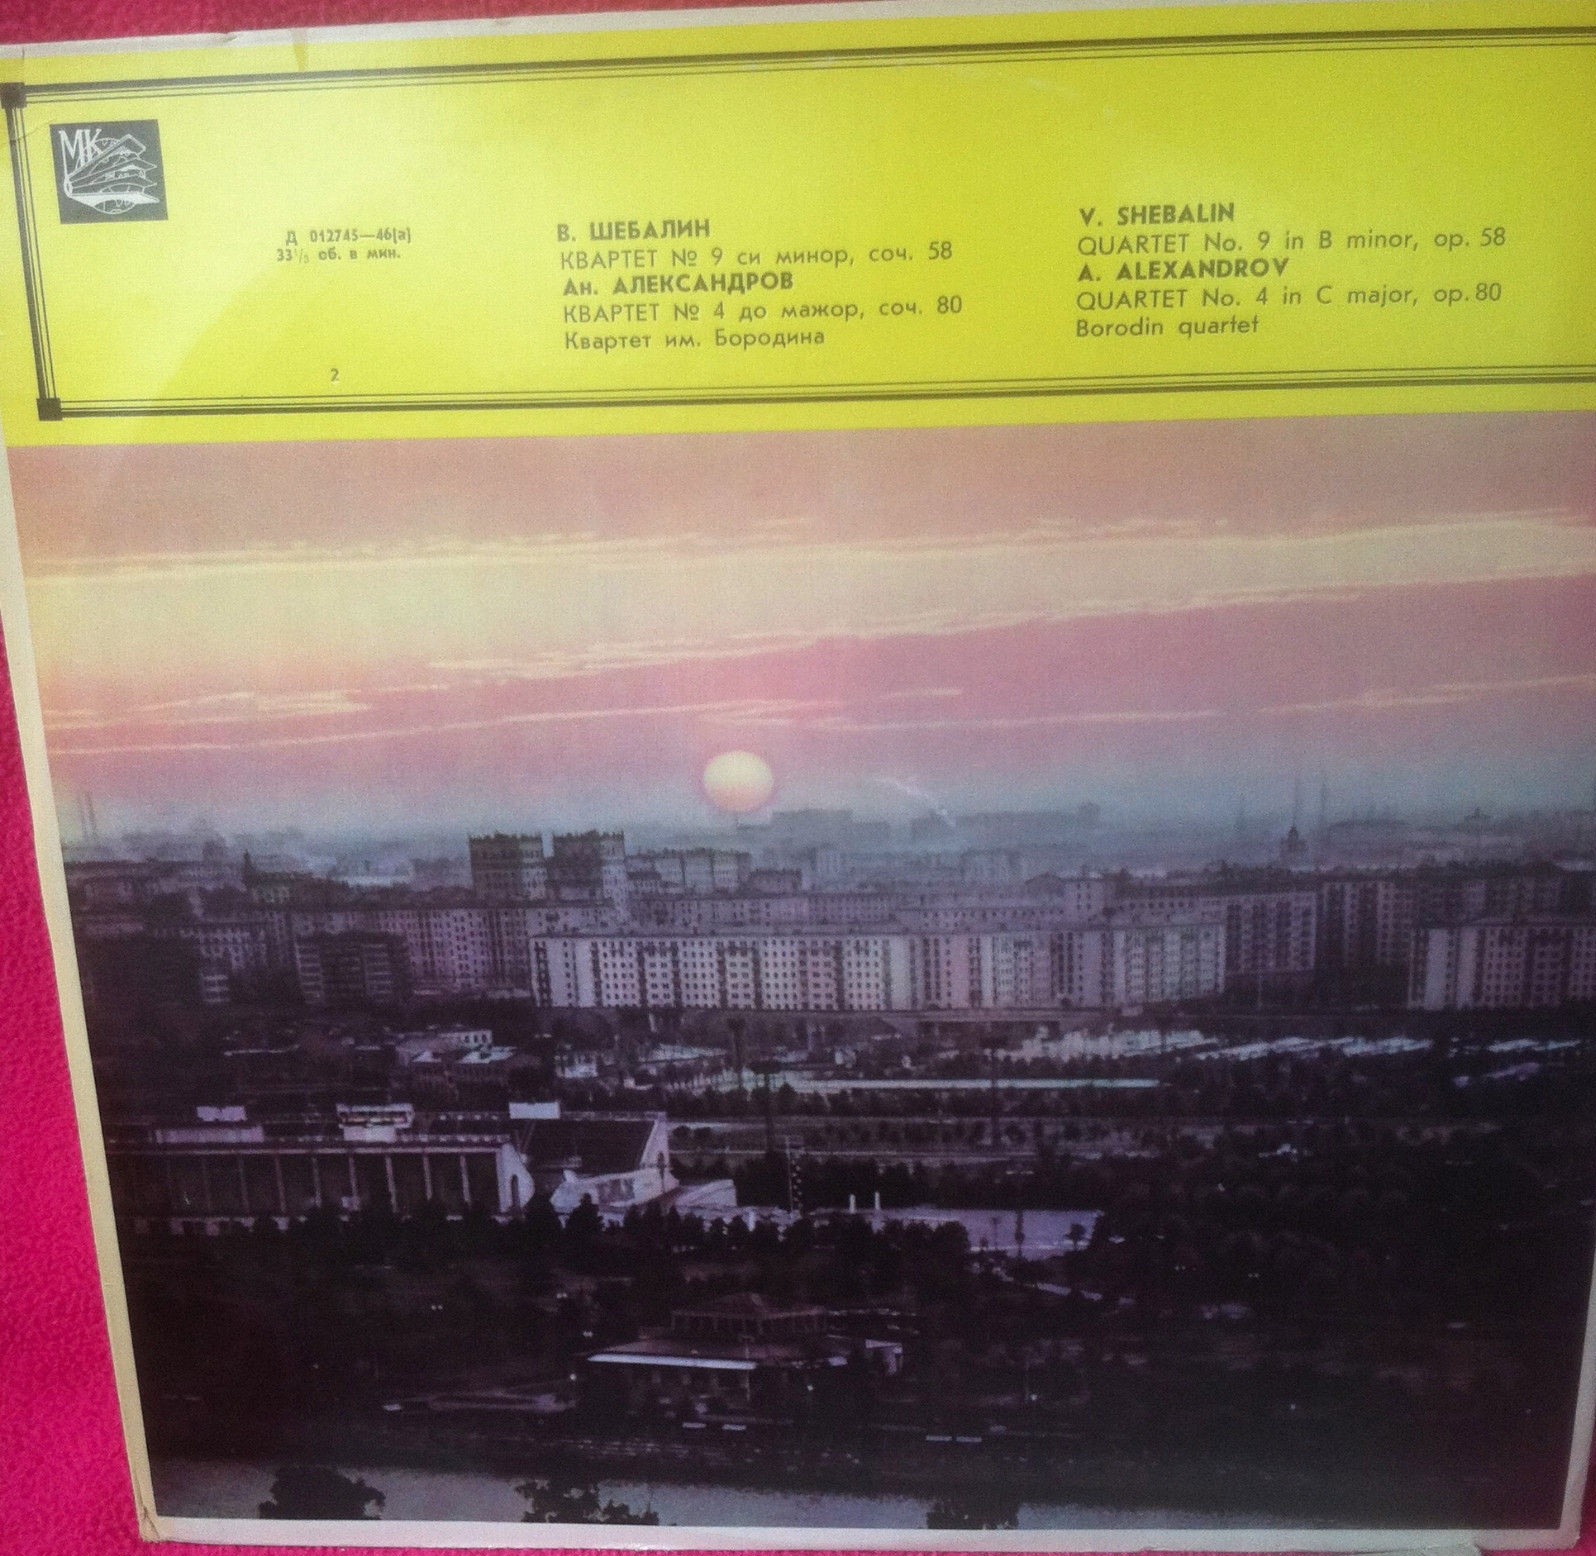 МК
Д 012745—46(а)
33⅓ об. в мин.
2
В. ШЕБАЛИН
КВАРТЕТ № 9 си минор, соч. 58
Ан. АЛЕКСАНДРОВ
КВАРТЕТ № 4 до мажор, соч. 80
Квартет им. Бородина
V. SHEBALIN
QUARTET No. 9 in B minor, op. 58
A. ALEXANDROV
QUARTET No. 4 in C major, op. 80
Borodin quartet